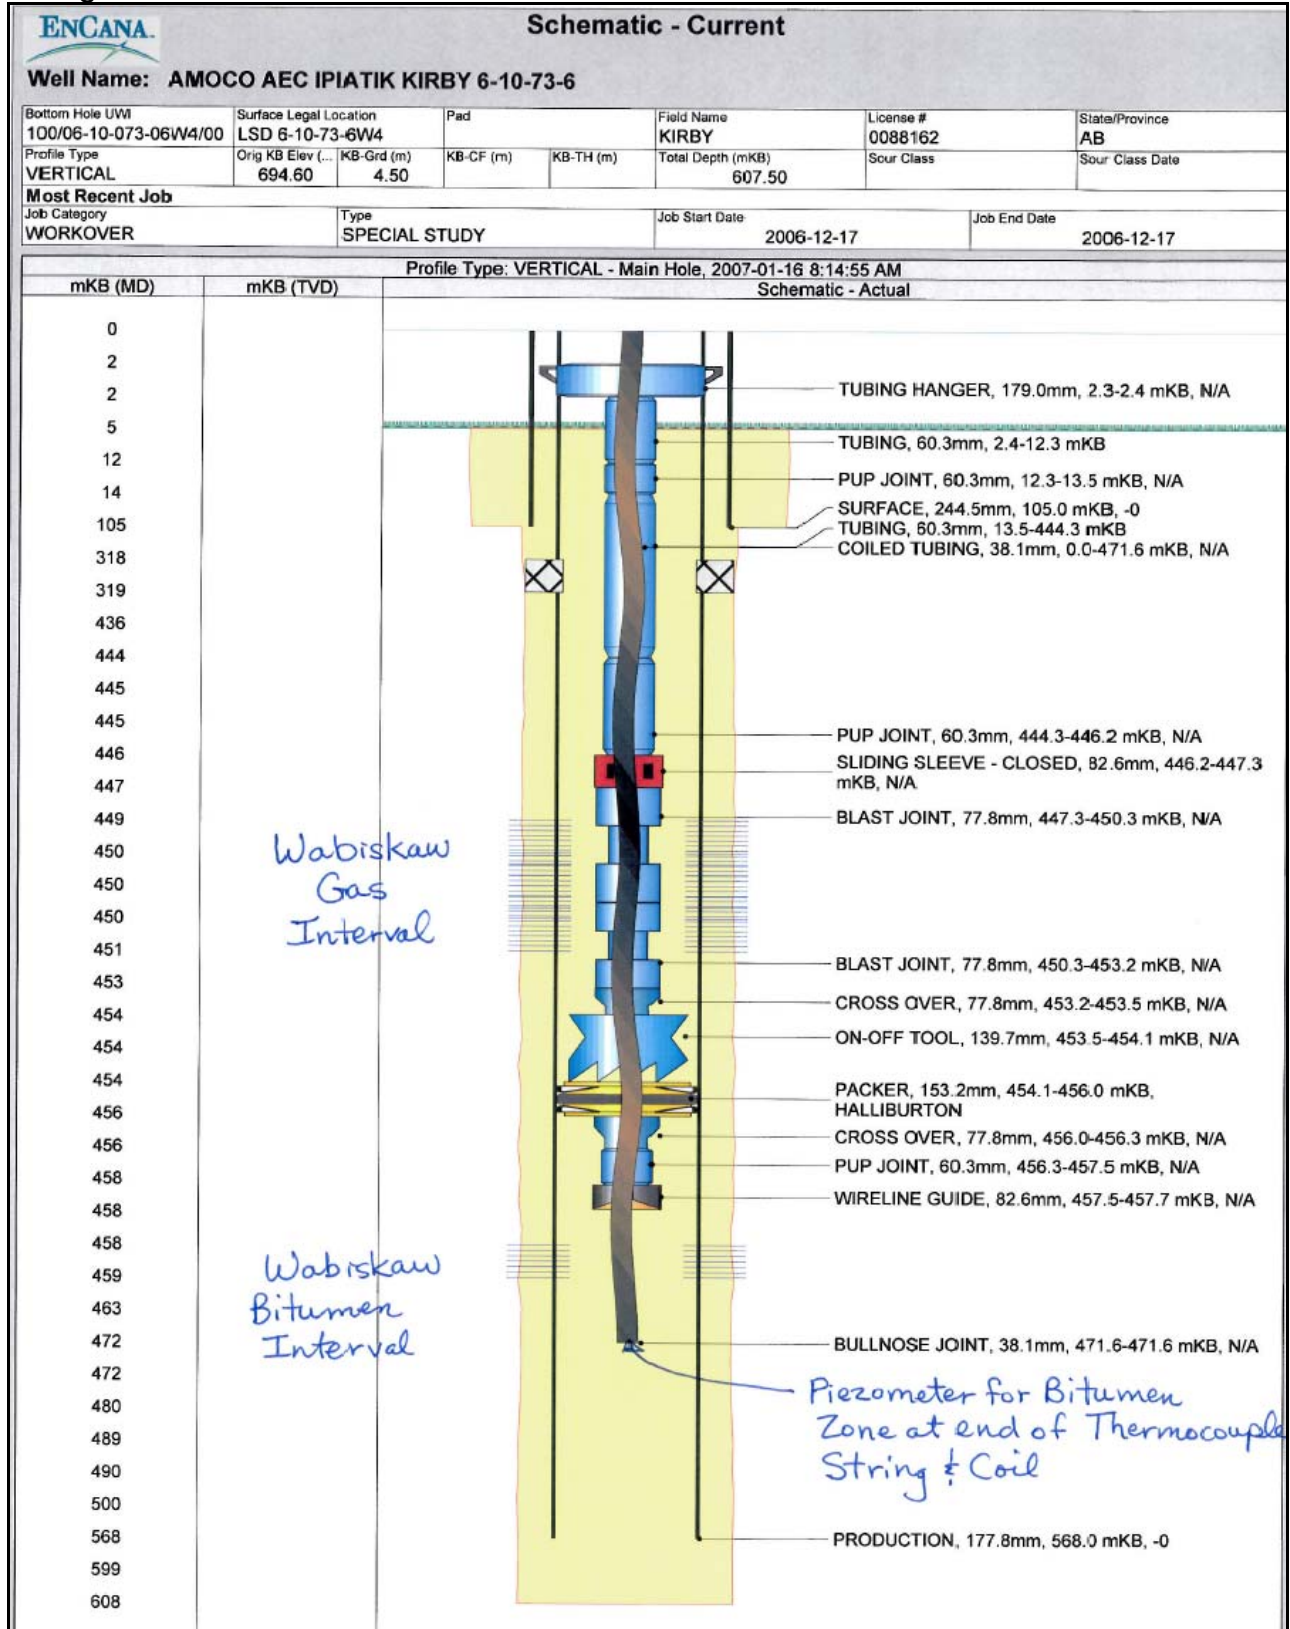 ENCANA.
Schematic - Current
Well Name: AMOCO AEC IPIATIK KIRBY 6-10-73-6
Bottom Hole UWI
100/06-10-073-06W4/00
Surface Legal Location
LSD 6-10-73-6W4
Pad
Field Name
KIRBY
License #
0088162
State/Province
AB
Profile Type
VERTICAL
Orig KB Elev (...
694.60
KB-Grd (m)
4.50
KB-CF (m)
KB-TH (m)
Total Depth (mKB)
607.50
Sour Class
Sour Class Date
Most Recent Job
Job Category
WORKOVER
Type
SPECIAL STUDY
Job Start Date
2006-12-17
Job End Date
2006-12-17
Profile Type: VERTICAL - Main Hole, 2007-01-16 8:14:55 AM
mKB (MD)
mKB (TVD)
Schematic - Actual
0
2
2
5
12
14
105
318
319
436
444
445
445
446
447
449
450
450
450
451
453
454
454
454
456
456
458
458
458
459
463
472
472
480
489
490
500
568
599
608
TUBING HANGER, 179.0mm, 2.3-2.4 mKB, N/A
TUBING, 60.3mm, 2.4-12.3 mKB
PUP JOINT, 60.3mm, 12.3-13.5 mKB, N/A
SURFACE, 244.5mm, 105.0 mKB, -0
TUBING, 60.3mm, 13.5-444.3 mKB
COILED TUBING, 38.1mm, 0.0-471.6 mKB, N/A
PUP JOINT, 60.3mm, 444.3-446.2 mKB, N/A
SLIDING SLEEVE - CLOSED, 82.6mm, 446.2-447.3
mKB, N/A
BLAST JOINT, 77.8mm, 447.3-450.3 mKB, N/A
Wabiskaw
Gas
Interval
BLAST JOINT, 77.8mm, 450.3-453.2 mKB, N/A
CROSS OVER, 77.8mm, 453.2-453.5 mKB, N/A
ON-OFF TOOL, 139.7mm, 453.5-454.1 mKB, N/A
PACKER, 153.2mm, 454.1-456.0 mKB,
HALLIBURTON
CROSS OVER, 77.8mm, 456.0-456.3 mKB, N/A
PUP JOINT, 60.3mm, 456.3-457.5 mKB, N/A
WIRELINE GUIDE, 82.6mm, 457.5-457.7 mKB, N/A
Wabiskaw
Bitumen
Interval
BULLNOSE JOINT, 38.1mm, 471.6-471.6 mKB, N/A
Piezometer for Bitumen
Zone at end of Thermocouple
String & Coil
PRODUCTION, 177.8mm, 568.0 mKB, -0